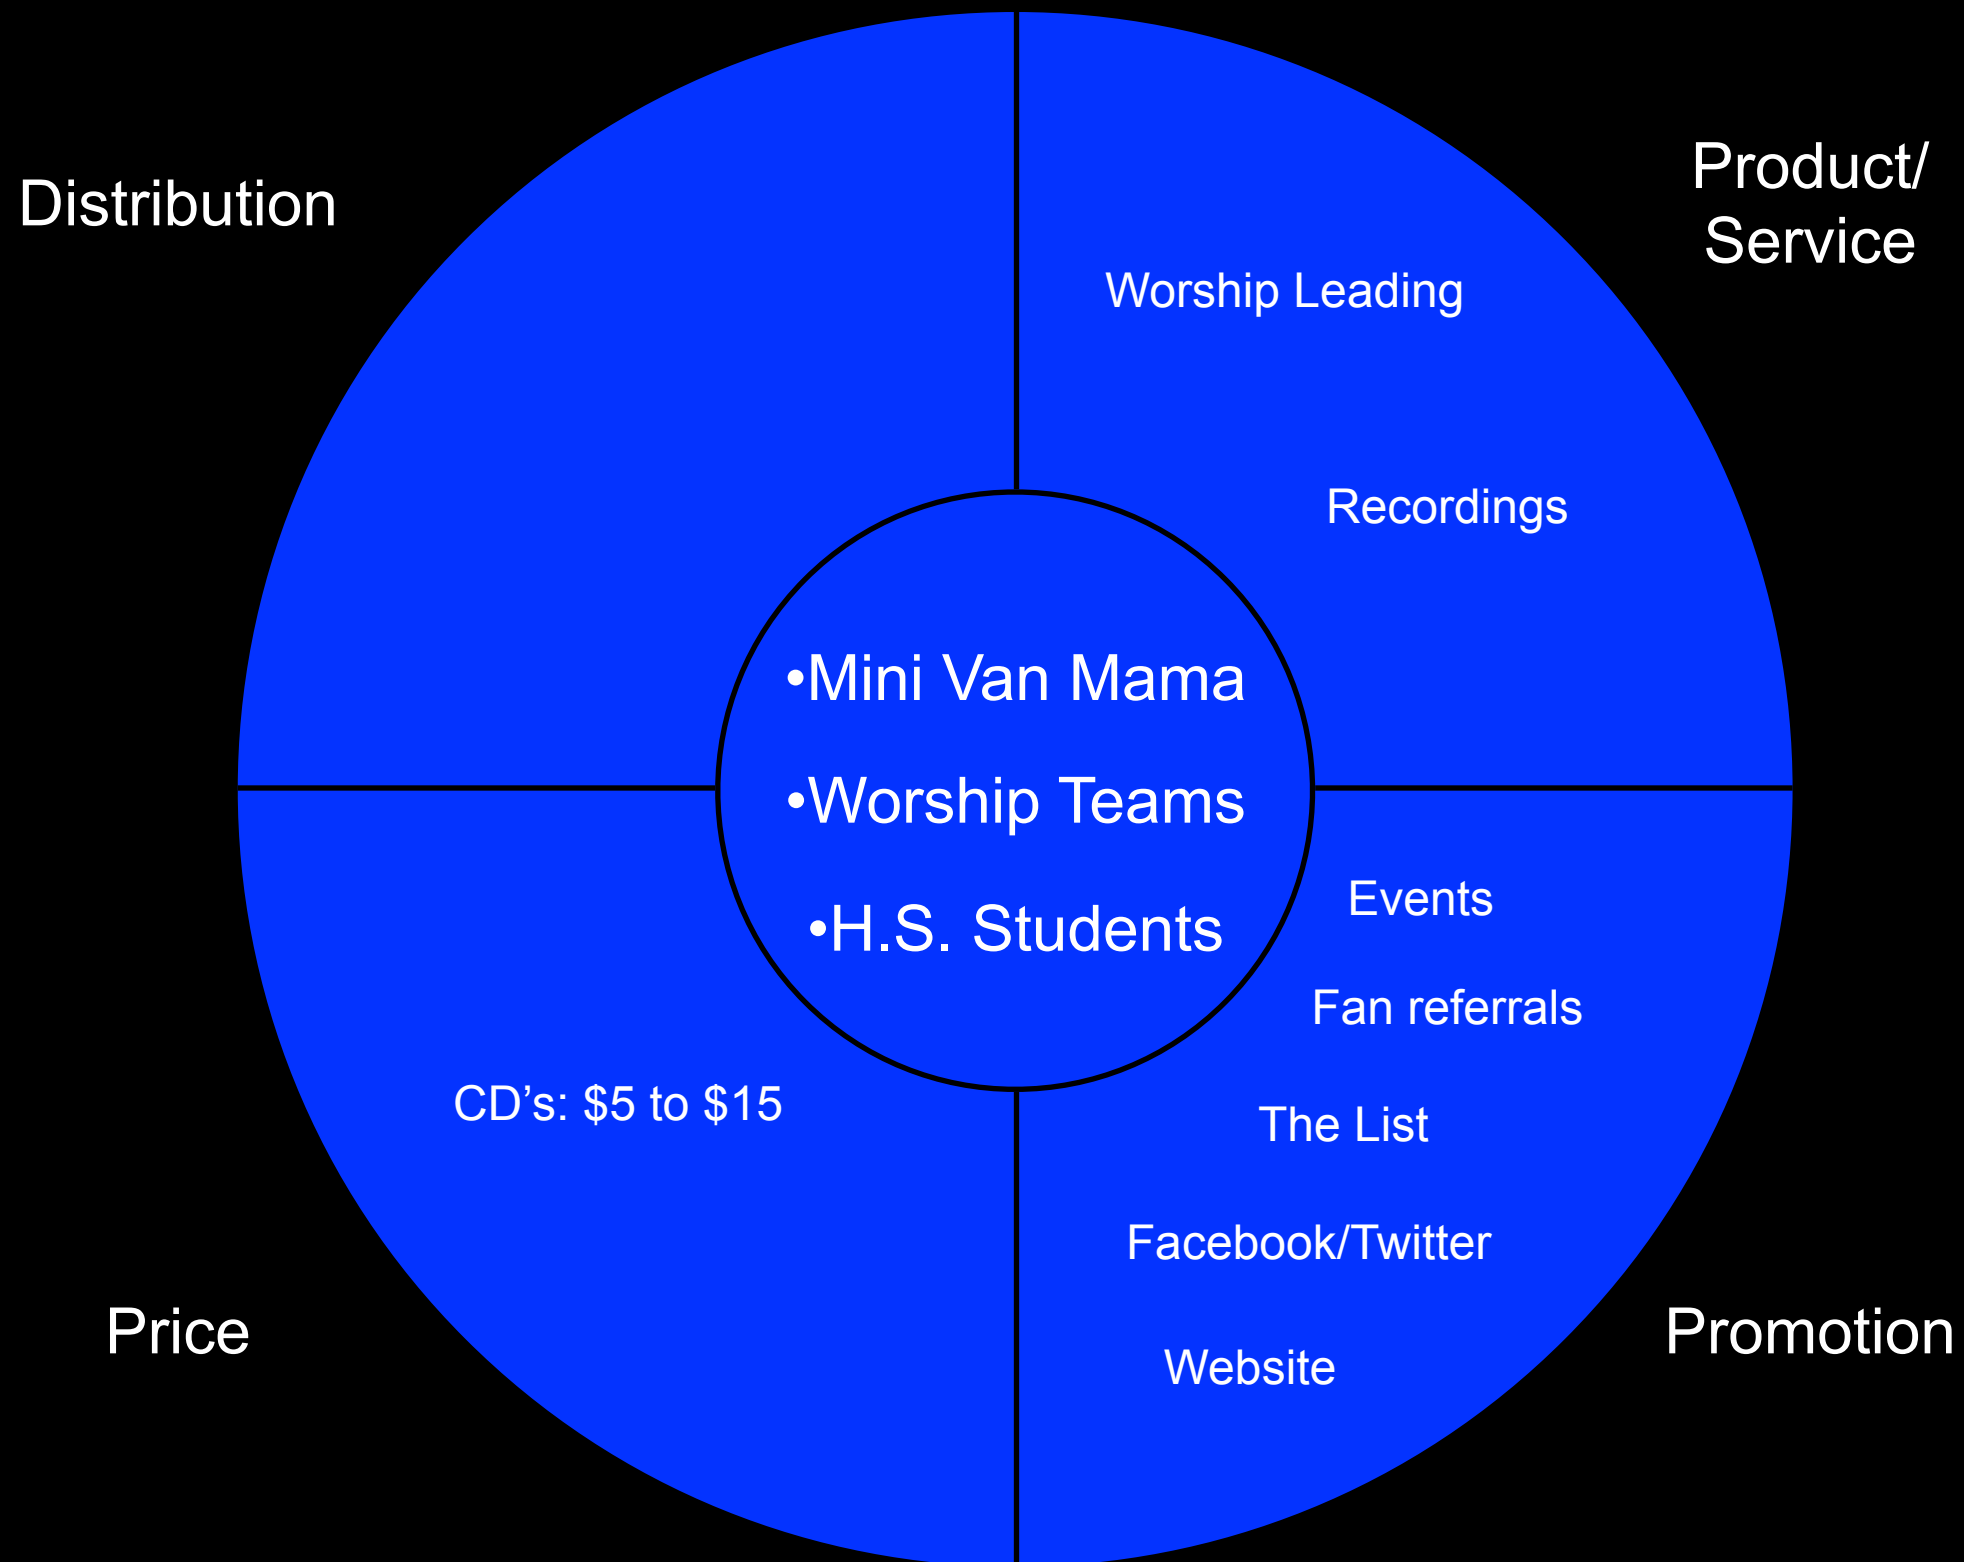 Distribution
Product/
Service
Worship Leading
Recordings
•Mini Van Mama
•Worship Teams
•H.S. Students
Events
Fan referrals
The List
Facebook/Twitter
Website
CD’s: $5 to $15
Price
Promotion